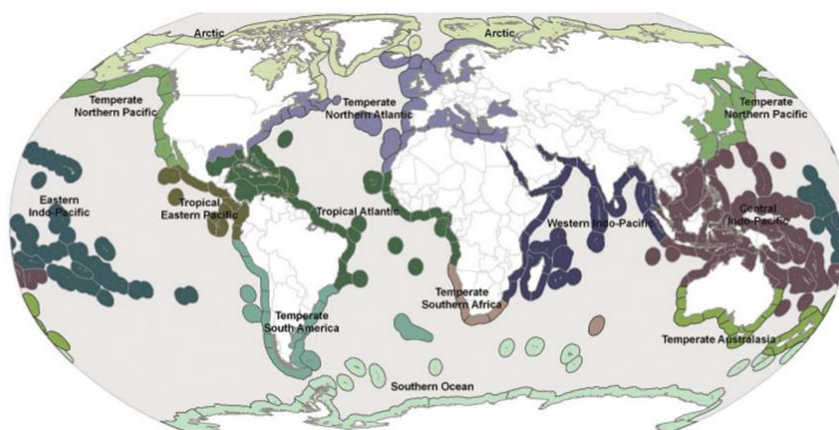 Arctic
Arctic
Temperate
Northern Pacific
Temperate
Northern Atlantic
Temperate
Northern Pacific
Eastern
Indo-Pacific
Tropical
Eastern Pacific
Tropical Atlantic
Western Indo-Pacific
Central
Indo-Pacific
Temperate
South America
Temperate
Southern Africa
Temperate Australasia
Southern Ocean